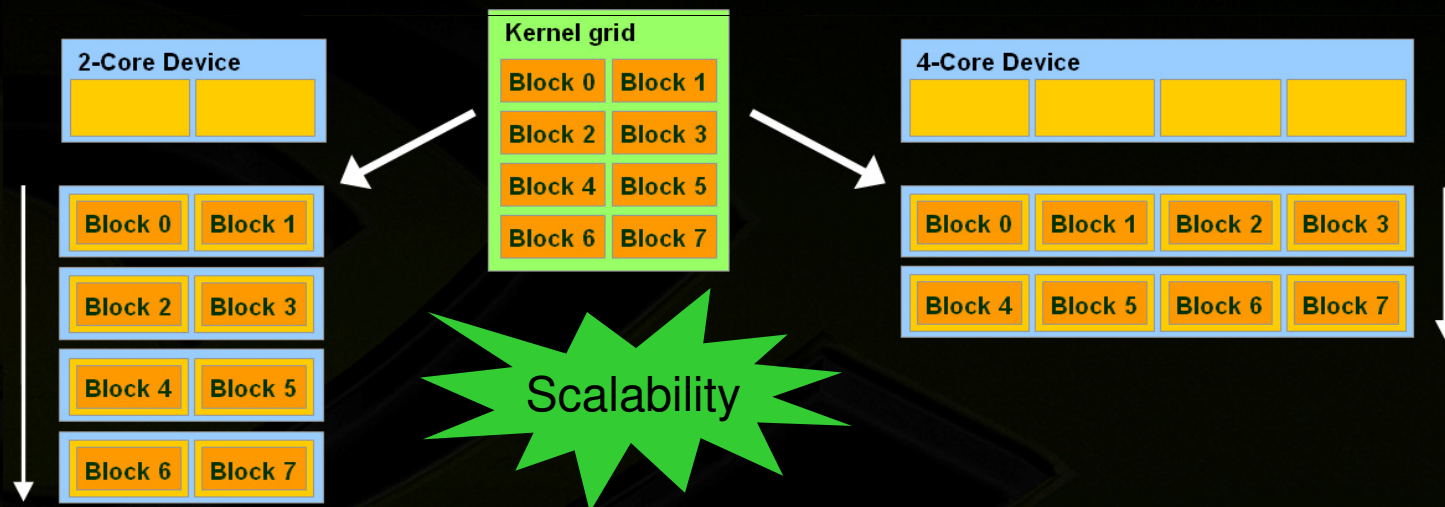 Kernel grid
Block 0 Block 1
Block 2 Block 3
Block 4 Block 5
Block 6 Block 7
2-Core Device
Block 0 Block 1
Block 2 Block 3
Block 4 Block 5
Block 6 Block 7
4-Core Device
Block 0 Block 1 Block 2 Block 3
Block 4 Block 5 Block 6 Block 7
Scalability